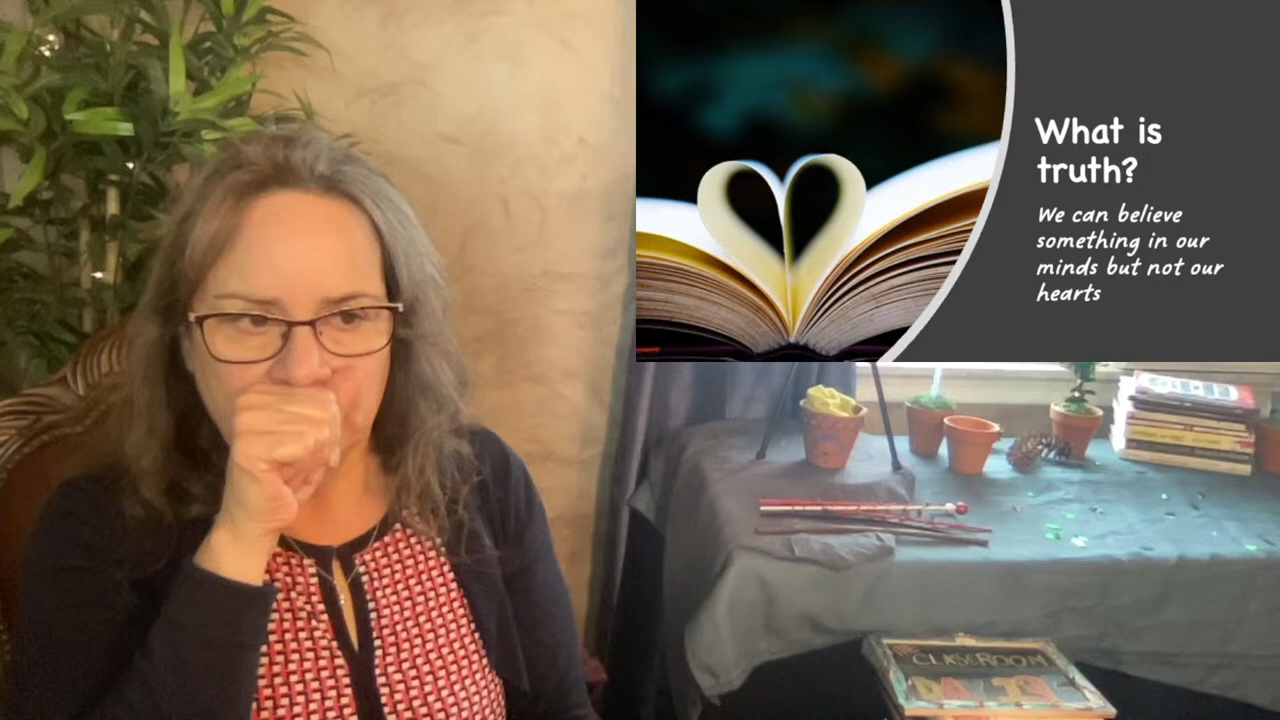 What is
truth?
We can believe
something in our
minds but not our
hearts
CLASSROOM